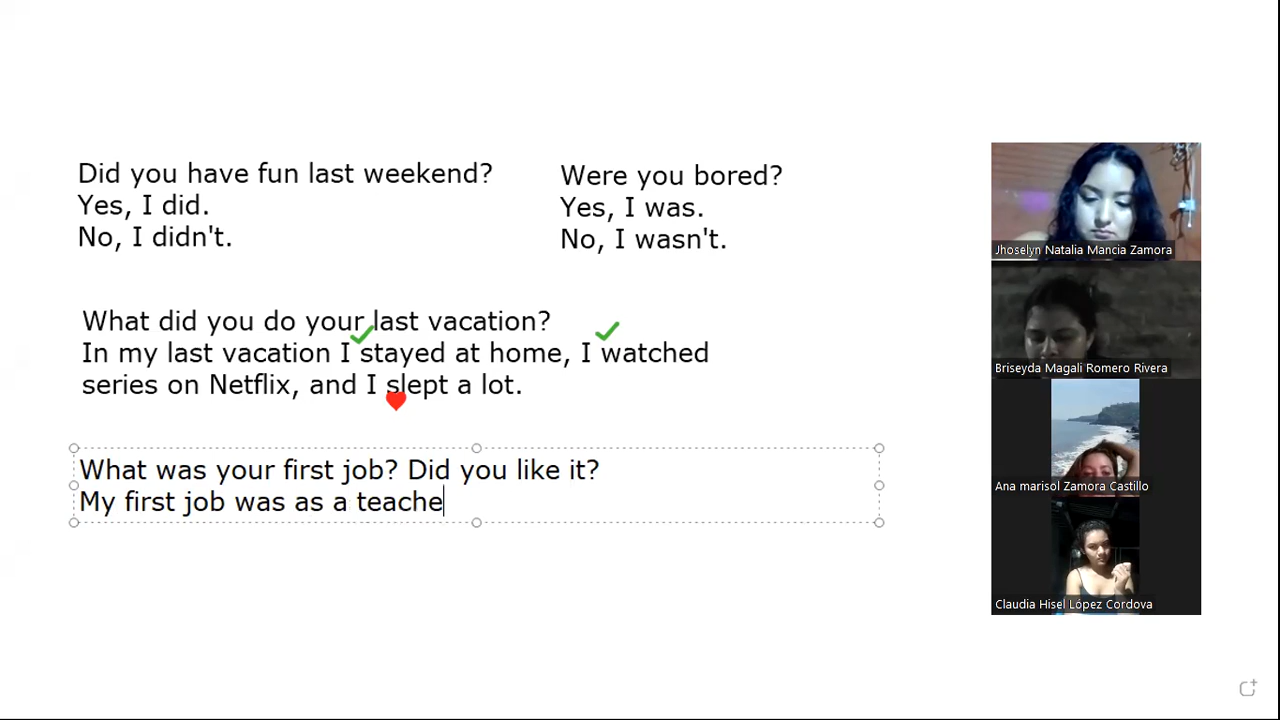 Did you have fun last weekend?
Yes, I did.
No, I didn't.
Were you bored?
Yes, I was.
No, I wasn't.
What did you do your last vacation?
In my last vacation I stayed at home, I watched
series on Netflix, and I slept a lot.
What was your first job? Did you like it?
My first job was as a teache
Jhoselyn Natalia Mancia Zamora
Briseyda Magali Romero Rivera
Ana marisol Zamora Castillo
Claudia Hisel López Cordova